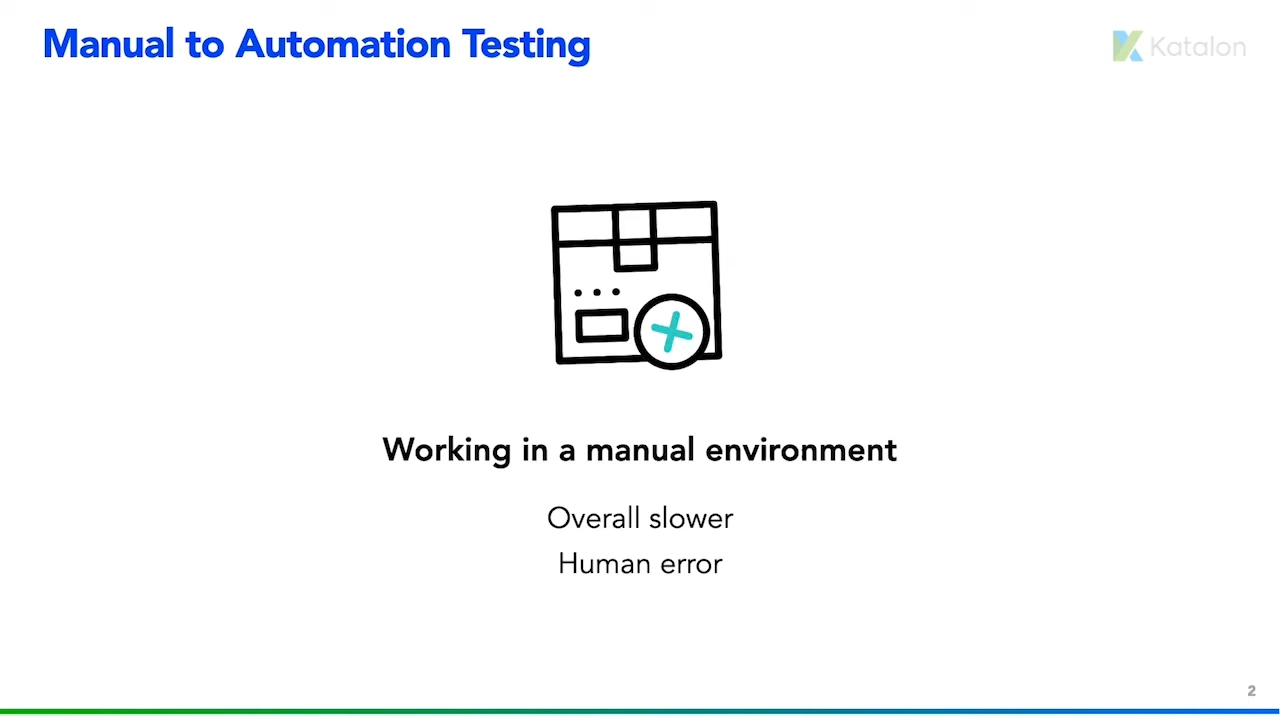 Manual to Automation Testing
Katalon
Working in a manual environment
Overall slower
Human error
2